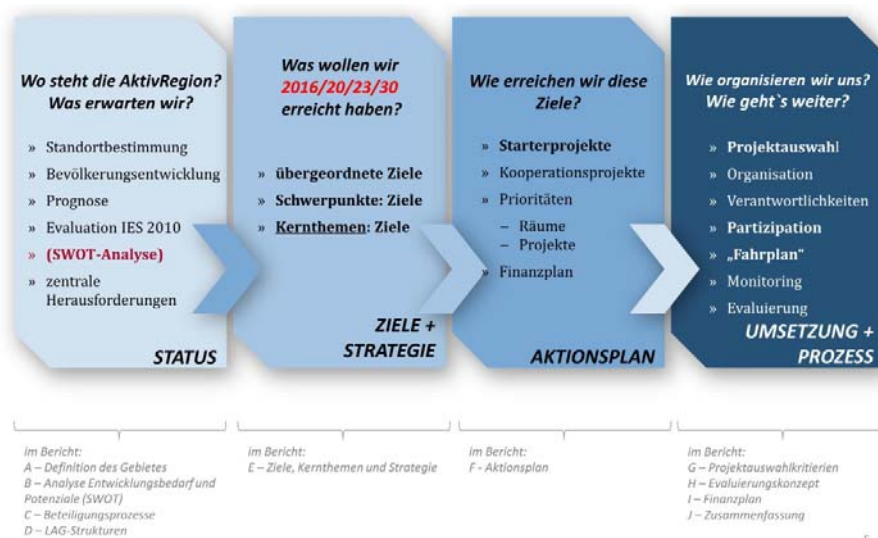 Wo steht die AktivRegion?
Was erwarten wir?
» Standortbestimmung
» Bevölkerungsentwicklung
» Prognose
» Evaluation IES 2010
» (SWOT-Analyse)
» zentrale
Herausforderungen
STATUS
Was wollen wir
2016/20/23/30
erreicht haben?
» übergeordnete Ziele
» Schwerpunkte: Ziele
» Kernthemen: Ziele
ZIELE +
STRATEGIE
Wie erreichen wir diese
Ziele?
» Starterprojekte
» Kooperationsprojekte
» Prioritäten
– Räume
– Projekte
» Finanzplan
AKTIONSPLAN
Wie organisieren wir uns?
Wie geht`s weiter?
» Projektauswahl
» Organisation
» Verantwortlichkeiten
» Partizipation
» „Fahrplan“
» Monitoring
» Evaluierung
UMSETZUNG +
PROZESS
im Bericht:
A – Definition des Gebietes
B – Analyse Entwicklungsbedarf und
Potenziale (SWOT)
C – Beteiligungsprozesse
D – LAG-Strukturen
im Bericht:
E – Ziele, Kernthemen und Strategie
im Bericht:
F - Aktionsplan
im Bericht:
G – Projektauswahlkritierien
H – Evaluierungskonzept
I – Finanzplan
J – Zusammenfassung